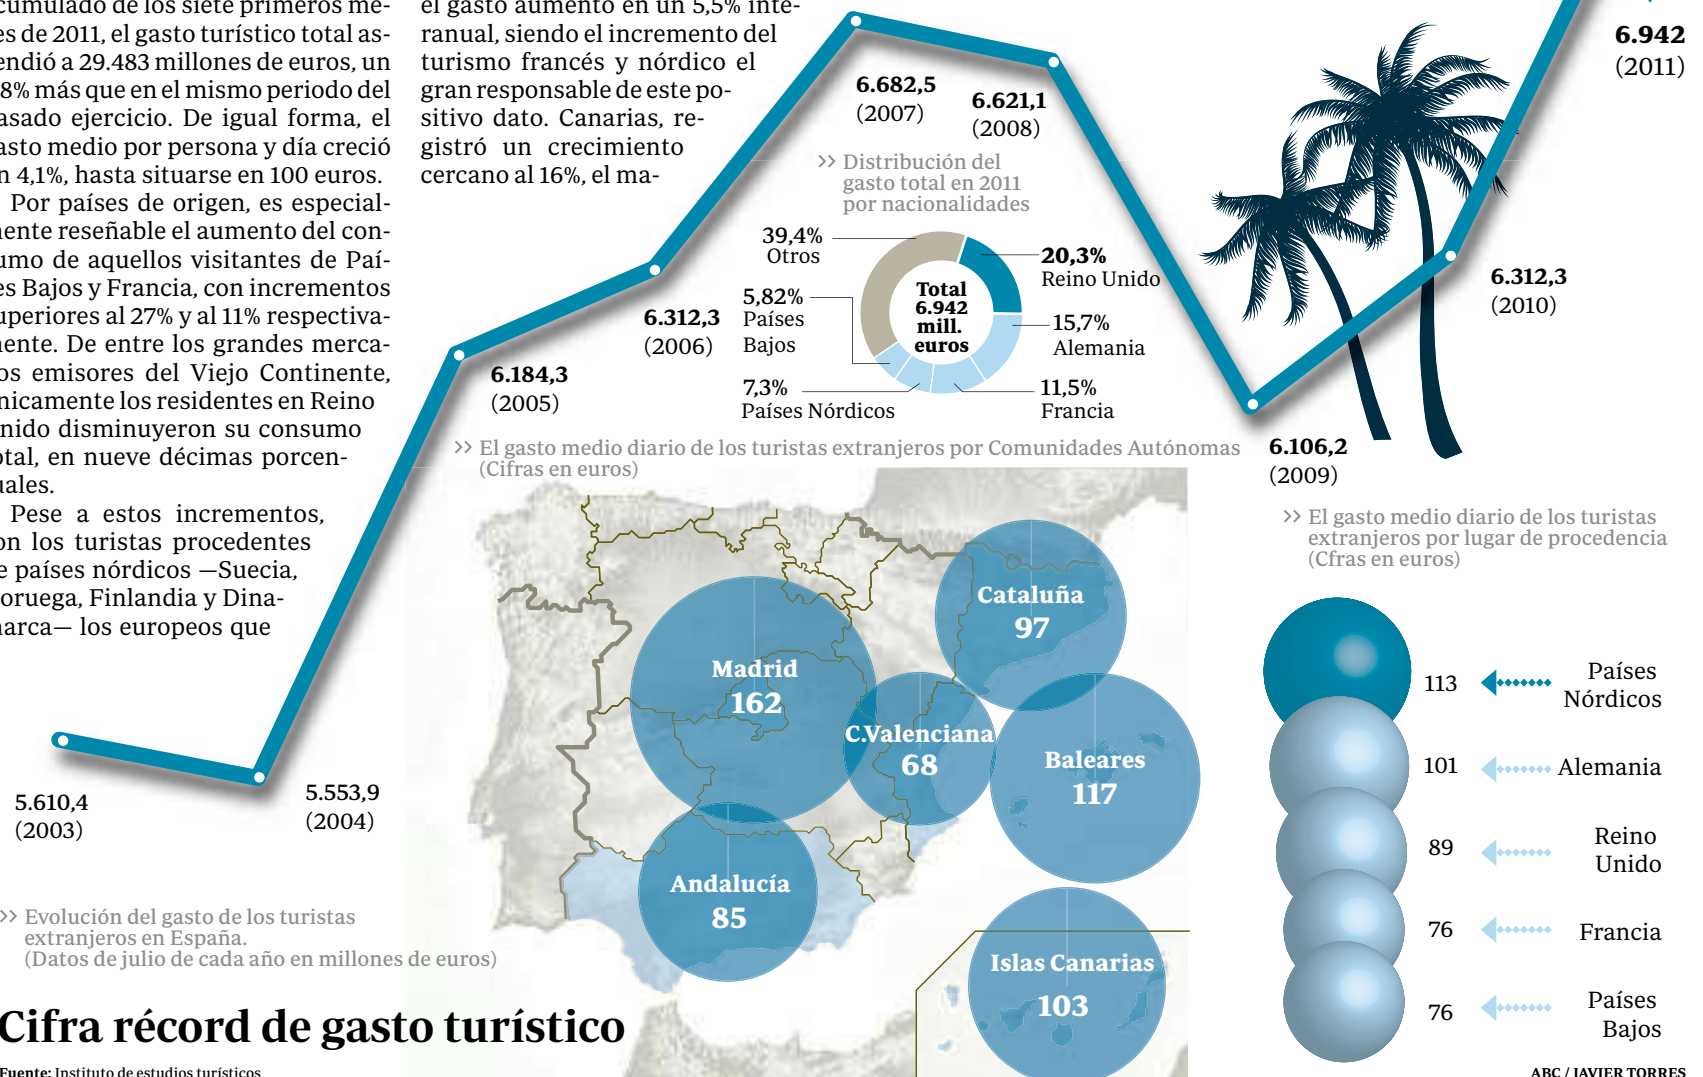 cumulado de los siete primeros me-
es de 2011, el gasto turístico total as-
endió a 29.483 millones de euros, un
8% más que en el mismo periodo del
asado ejercicio. De igual forma, el
asto medio por persona y día creció
n 4,1%, hasta situarse en 100 euros.
Por países de origen, es especial-
mente reseñable el aumento del con-
umo de aquellos visitantes de Paí-
es Bajos y Francia, con incrementos
uperiores al 27% y al 11% respectiva-
mente. De entre los grandes merca-
os emisores del Viejo Continente,
nicamente los residentes en Reino
nido disminuyeron su consumo
otal, en nueve décimas porcen-
uales.
Pese a estos incrementos,
on los turistas procedentes
e países nórdicos —Suecia,
oruega, Finlandia y Dina-
marca— los europeos que
el gasto aumentó en un 5,5% inte-
ranual, siendo el incremento del
turismo francés y nórdico el
gran responsable de este po-
sitivo dato. Canarias, re-
gistró un crecimiento
cercano al 16%, el ma-
5.610,4
(2003)
5.553,9
(2004)
6.184,3
(2005)
6.312,3
(2006)
6.682,5
(2007)
6.621,1
(2008)
6.106,2
(2009)
6.312,3
(2010)
6.942
(2011)
>> Distribución del
gasto total en 2011
por nacionalidades
39,4%
Otros
5,82%
Países
Bajos
7,3%
Países Nórdicos
Total
6.942
mill.
euros
20,3%
Reino Unido
15,7%
Alemania
11,5%
Francia
>> El gasto medio diario de los turistas extranjeros por Comunidades Autónomas
(Cifras en euros)
Cataluña
97
Madrid
162
C.Valenciana
68
Baleares
117
Andalucía
85
Islas Canarias
103
>> El gasto medio diario de los turistas
extranjeros por lugar de procedencia
(Cfras en euros)
113
Países
Nórdicos
101
Alemania
89
Reino
Unido
76
Francia
76
Países
Bajos
>> Evolución del gasto de los turistas
extranjeros en España.
(Datos de julio de cada año en millones de euros)
Cifra récord de gasto turístico
Fuente: Instituto de estudios turísticos
ABC / JAVIER TORRES